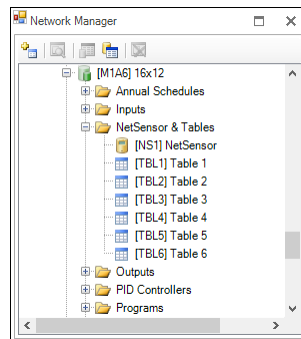 Network Manager
[M1A6] 16x12
Annual Schedules
Inputs
NetSensor & Tables
[NS1] NetSensor
[TBL1] Table 1
[TBL2] Table 2
[TBL3] Table 3
[TBL4] Table 4
[TBL5] Table 5
[TBL6] Table 6
Outputs
PID Controllers
Programs